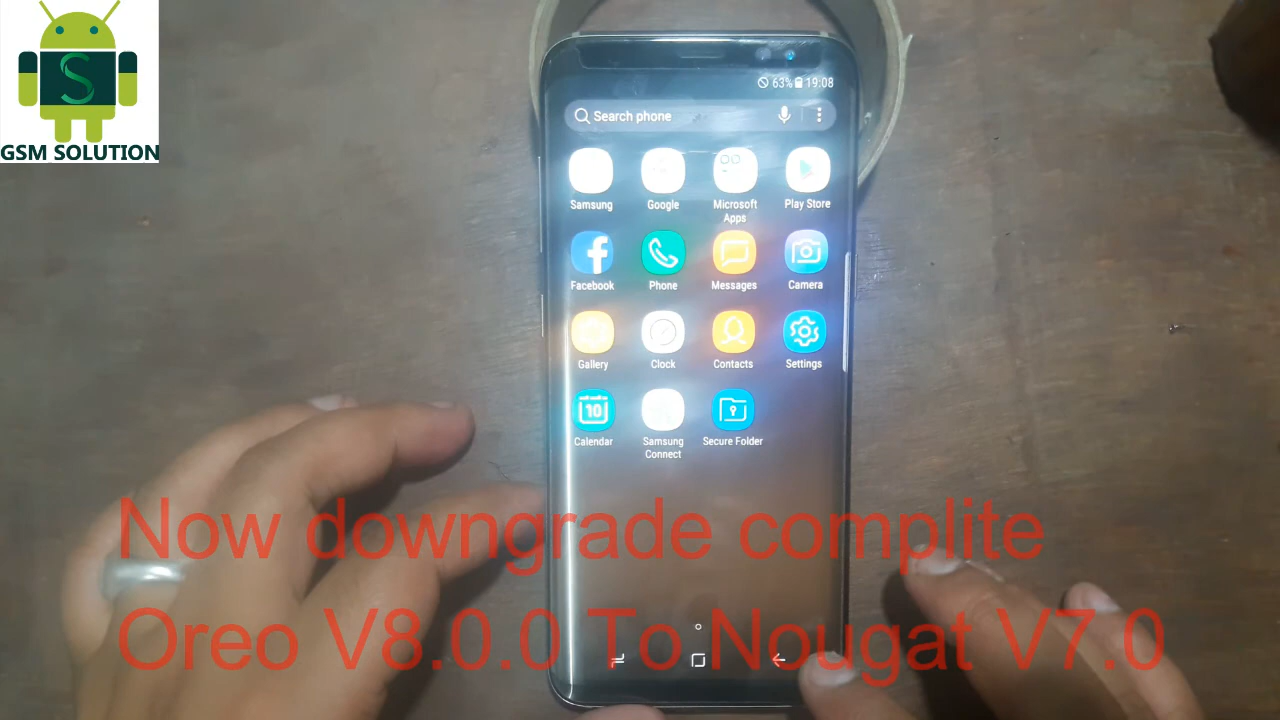 S
GSM SOLUTION
63% 19:08
Search phone
Samsung Google Microsoft Apps Play Store
Facebook Phone Messages Camera
Gallery Clock Contacts Settings
10
Calendar Samsung Connect Secure Folder
Now downgrade complite
Oreo V8.0.0 To Nougat V7.0